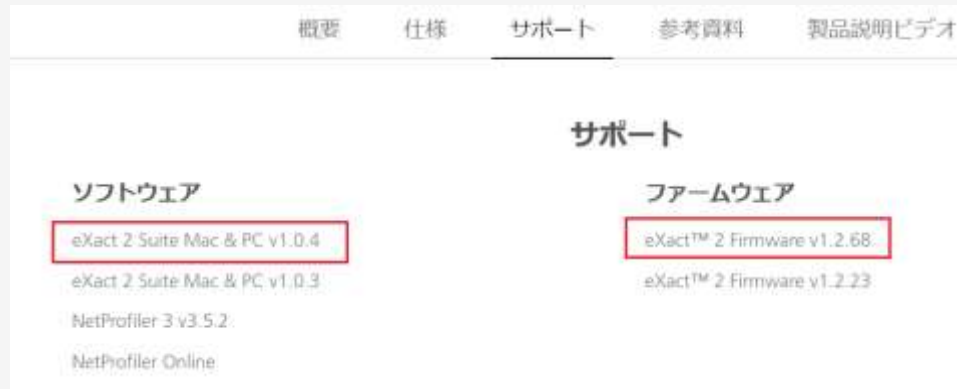 概要 仕様 サポート 参考資料 製品説明ビデオ
サポート
ソフトウェア
eXact 2 Suite Mac & PC v1.0.4
eXact 2 Suite Mac & PC v1.0.3
NetProfiler 3 v3.5.2
NetProfiler Online
ファームウェア
eXact™ 2 Firmware v1.2.68
eXact™ 2 Firmware v1.2.23